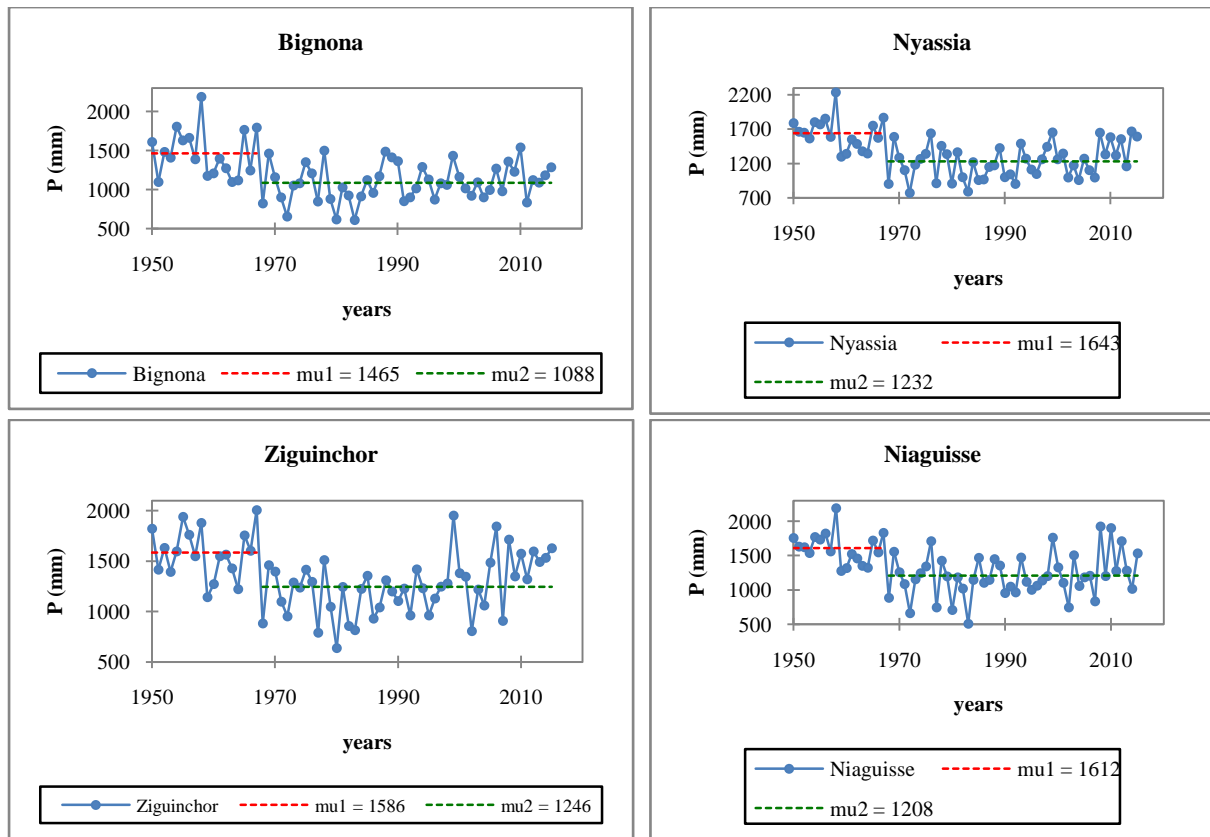 Bignona
P (mm)
2000
1500
1000
500
1950 1970 1990 2010
years
Bignona mu1 = 1465 mu2 = 1088
Nyassia
P (mm)
2200
1700
1200
700
1950 1970 1990 2010
years
Nyassia mu1 = 1643
mu2 = 1232
Ziguinchor
P (mm)
2000
1500
1000
500
1950 1970 1990 2010
years
Ziguinchor mu1 = 1586 mu2 = 1246
Niaguisse
P (mm)
2000
1500
1000
500
1950 1970 1990 2010
years
Niaguisse mu1 = 1612
mu2 = 1208